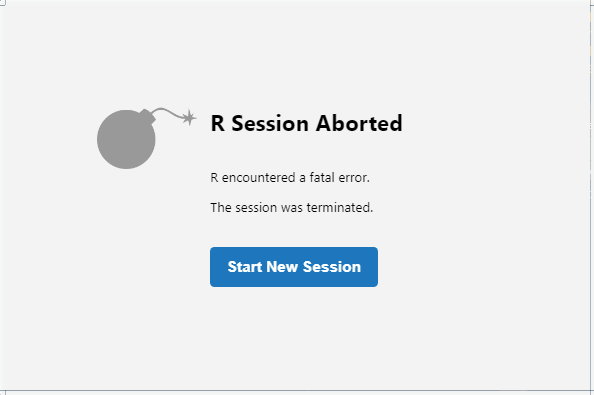 R Session Aborted
R encountered a fatal error.
The session was terminated.
Start New Session